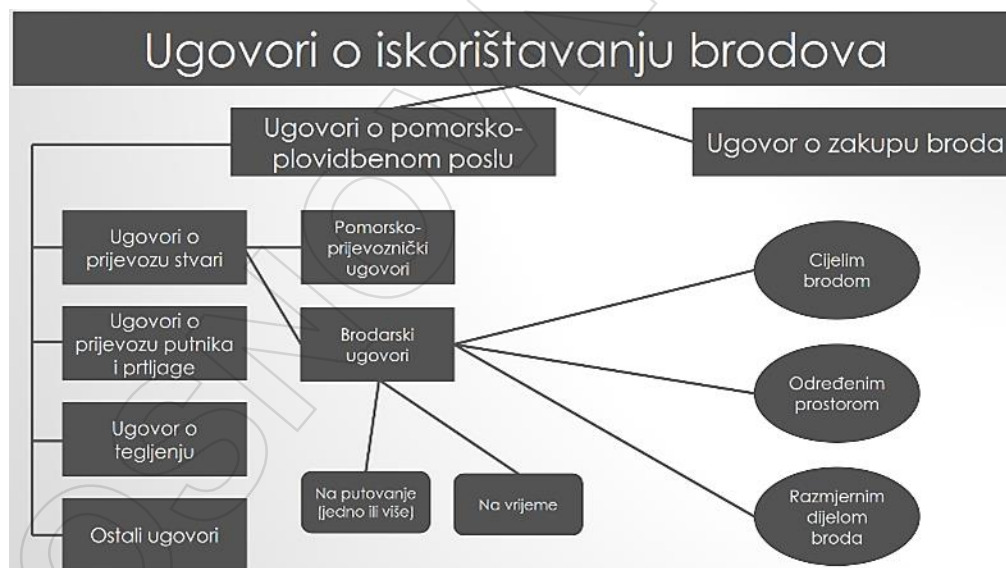 Ugovori o iskorištavanju brodova
Ugovori o pomorsko-
plovidbenom poslu
Ugovor o zakupu broda
Ugovori o
prijevozu stvari
Pomorsko-
prijevoznički
ugovori
Cijelim
brodom
Ugovori o
prijevozu putnika
i prtljage
Brodarski
ugovori
Određenim
prostorom
Ugovor o
tegljenju
Na putovanje
(jedno ili više)
Na vrijeme
Razmjernim
dijelom
broda
Ostali ugovori